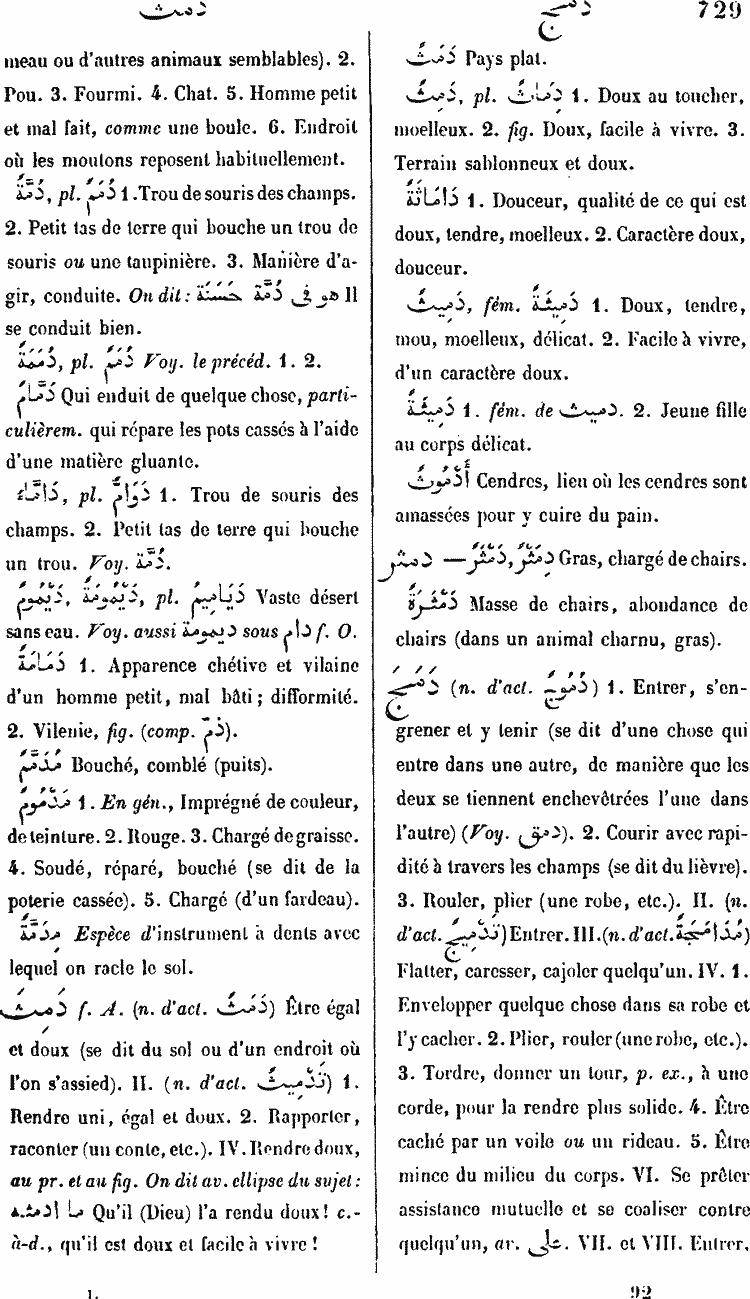 دمث
دمج
729
meau ou d'autres animaux semblables). 2.
Pou. 3. Fourmi. 4. Chat. 5. Homme petit
et mal fait, comme une boule. 6. Endroit
où les moutons reposent habituellement.
دُمَّةٌ, pl. دُمَمٌ 1. Trou de souris des champs.
2. Petit tas de terre qui bouche un trou de
souris ou une taupinière. 3. Manière d'a-
gir, conduite. On dit : هو فى دُمَّة حَسَنَة Il
se conduit bien.
دُمَمَةٌ, pl. دُمَمٌ Voy. le précéd. 1. 2.
دَمَّامٌ Qui enduit de quelque chose, parti-
culièrem. qui répare les pots cassés à l'aide
d'une matière gluante.
دَامَّاءُ, pl. دَوَامُّ 1. Trou de souris des
champs. 2. Petit tas de terre qui bouche
un trou. Voy. دُمَّة.
دَيْمُومٌ, دَيْمُومَةٌ, pl. دَيَامِيمُ Vaste désert
sans eau. Voy. aussi ديمومة sous دام f. O.
دَمَامَةٌ 1. Apparence chétive et vilaine
d'un homme petit, mal bâti ; difformité.
2. Vilenie, fig. (comp. ذمّ).
مُدَمَّمٌ Bouché, comblé (puits).
مَدْمُومٌ 1. En gén., Imprégné de couleur,
de teinture. 2. Rouge. 3. Chargé de graisse.
4. Soudé, réparé, bouché (se dit de la
poterie cassée). 5. Chargé (d'un fardeau).
مِدَمَّةٌ Espèce d'instrument à dents avec
lequel on racle le sol.
دَمِثَ f. A. (n. d'act. دَمَثٌ) Être égal
et doux (se dit du sol ou d'un endroit où
l'on s'assied). II. (n. d'act. تَدْمِيثٌ) 1.
Rendre uni, égal et doux. 2. Rapporter,
raconter (un conte, etc.). IV. Rendre doux,
au pr. et au fig. On dit av. ellipse du sujet :
ما ادمثه Qu'il (Dieu) l'a rendu doux! c.-
à-d., qu'il est doux et facile à vivre !
1.
دَمْثٌ Pays plat.
دَمِثٌ, pl. دِمَاثٌ 1. Doux au toucher,
moelleux. 2. fig. Doux, facile à vivre. 3.
Terrain sablonneux et doux.
دَمَاثَةٌ 1. Douceur, qualité de ce qui est
doux, tendre, moelleux. 2. Caractère doux,
douceur.
دَمِيثٌ, fém. دَمِيثَةٌ 1. Doux, tendre,
mou, moelleux, délicat. 2. Facile à vivre,
d'un caractère doux.
دَمِيثَةٌ 1. fém. de دميث. 2. Jeune fille
au corps délicat.
أُدْمُوثٌ Cendres, lieu où les cendres sont
amassées pour y cuire du pain.
دمثر — دَمْثَرٌ, دِمْثَرٌ Gras, chargé de chairs.
دَمْثَرَةٌ Masse de chairs, abondance de
chairs (dans un animal charnu, gras).
دَمَجَ (n. d'act. دُمُوجٌ) 1. Entrer, s'en-
grener et y tenir (se dit d'une chose qui
entre dans une autre, de manière que les
deux se tiennent enchevêtrées l'une dans
l'autre) (Voy. دمق). 2. Courir avec rapi-
dité à travers les champs (se dit du lièvre).
3. Rouler, plier (une robe, etc.). II. (n.
d'act. تَدْمِيجٌ) Entrer. III. (n. d'act. مُدَامَجَةٌ)
Flatter, caresser, cajoler quelqu'un. IV. 1.
Envelopper quelque chose dans sa robe et
l'y cacher. 2. Plier, rouler (une robe, etc.).
3. Tordre, donner un tour, p. ex., à une
corde, pour la rendre plus solide. 4. Être
caché par un voile ou un rideau. 5. Être
mince du milieu du corps. VI. Se prêter
assistance mutuelle et se coaliser contre
quelqu'un, av. على. VII. et VIII. Entrer.
92